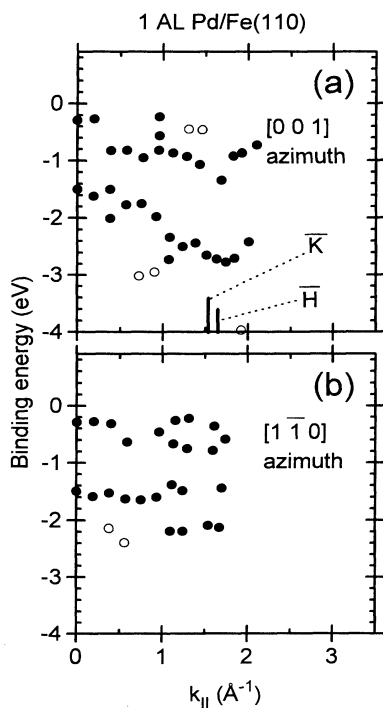 1 AL Pd/Fe(110)
(a)
[0 0 1]
azimuth
K̅
H̅
0
-1
-2
-3
-4
Binding energy (eV)
(b)
[1 1̅ 0]
azimuth
0
-1
-2
-3
-4
0 1 2 3
k|| (Å⁻¹)